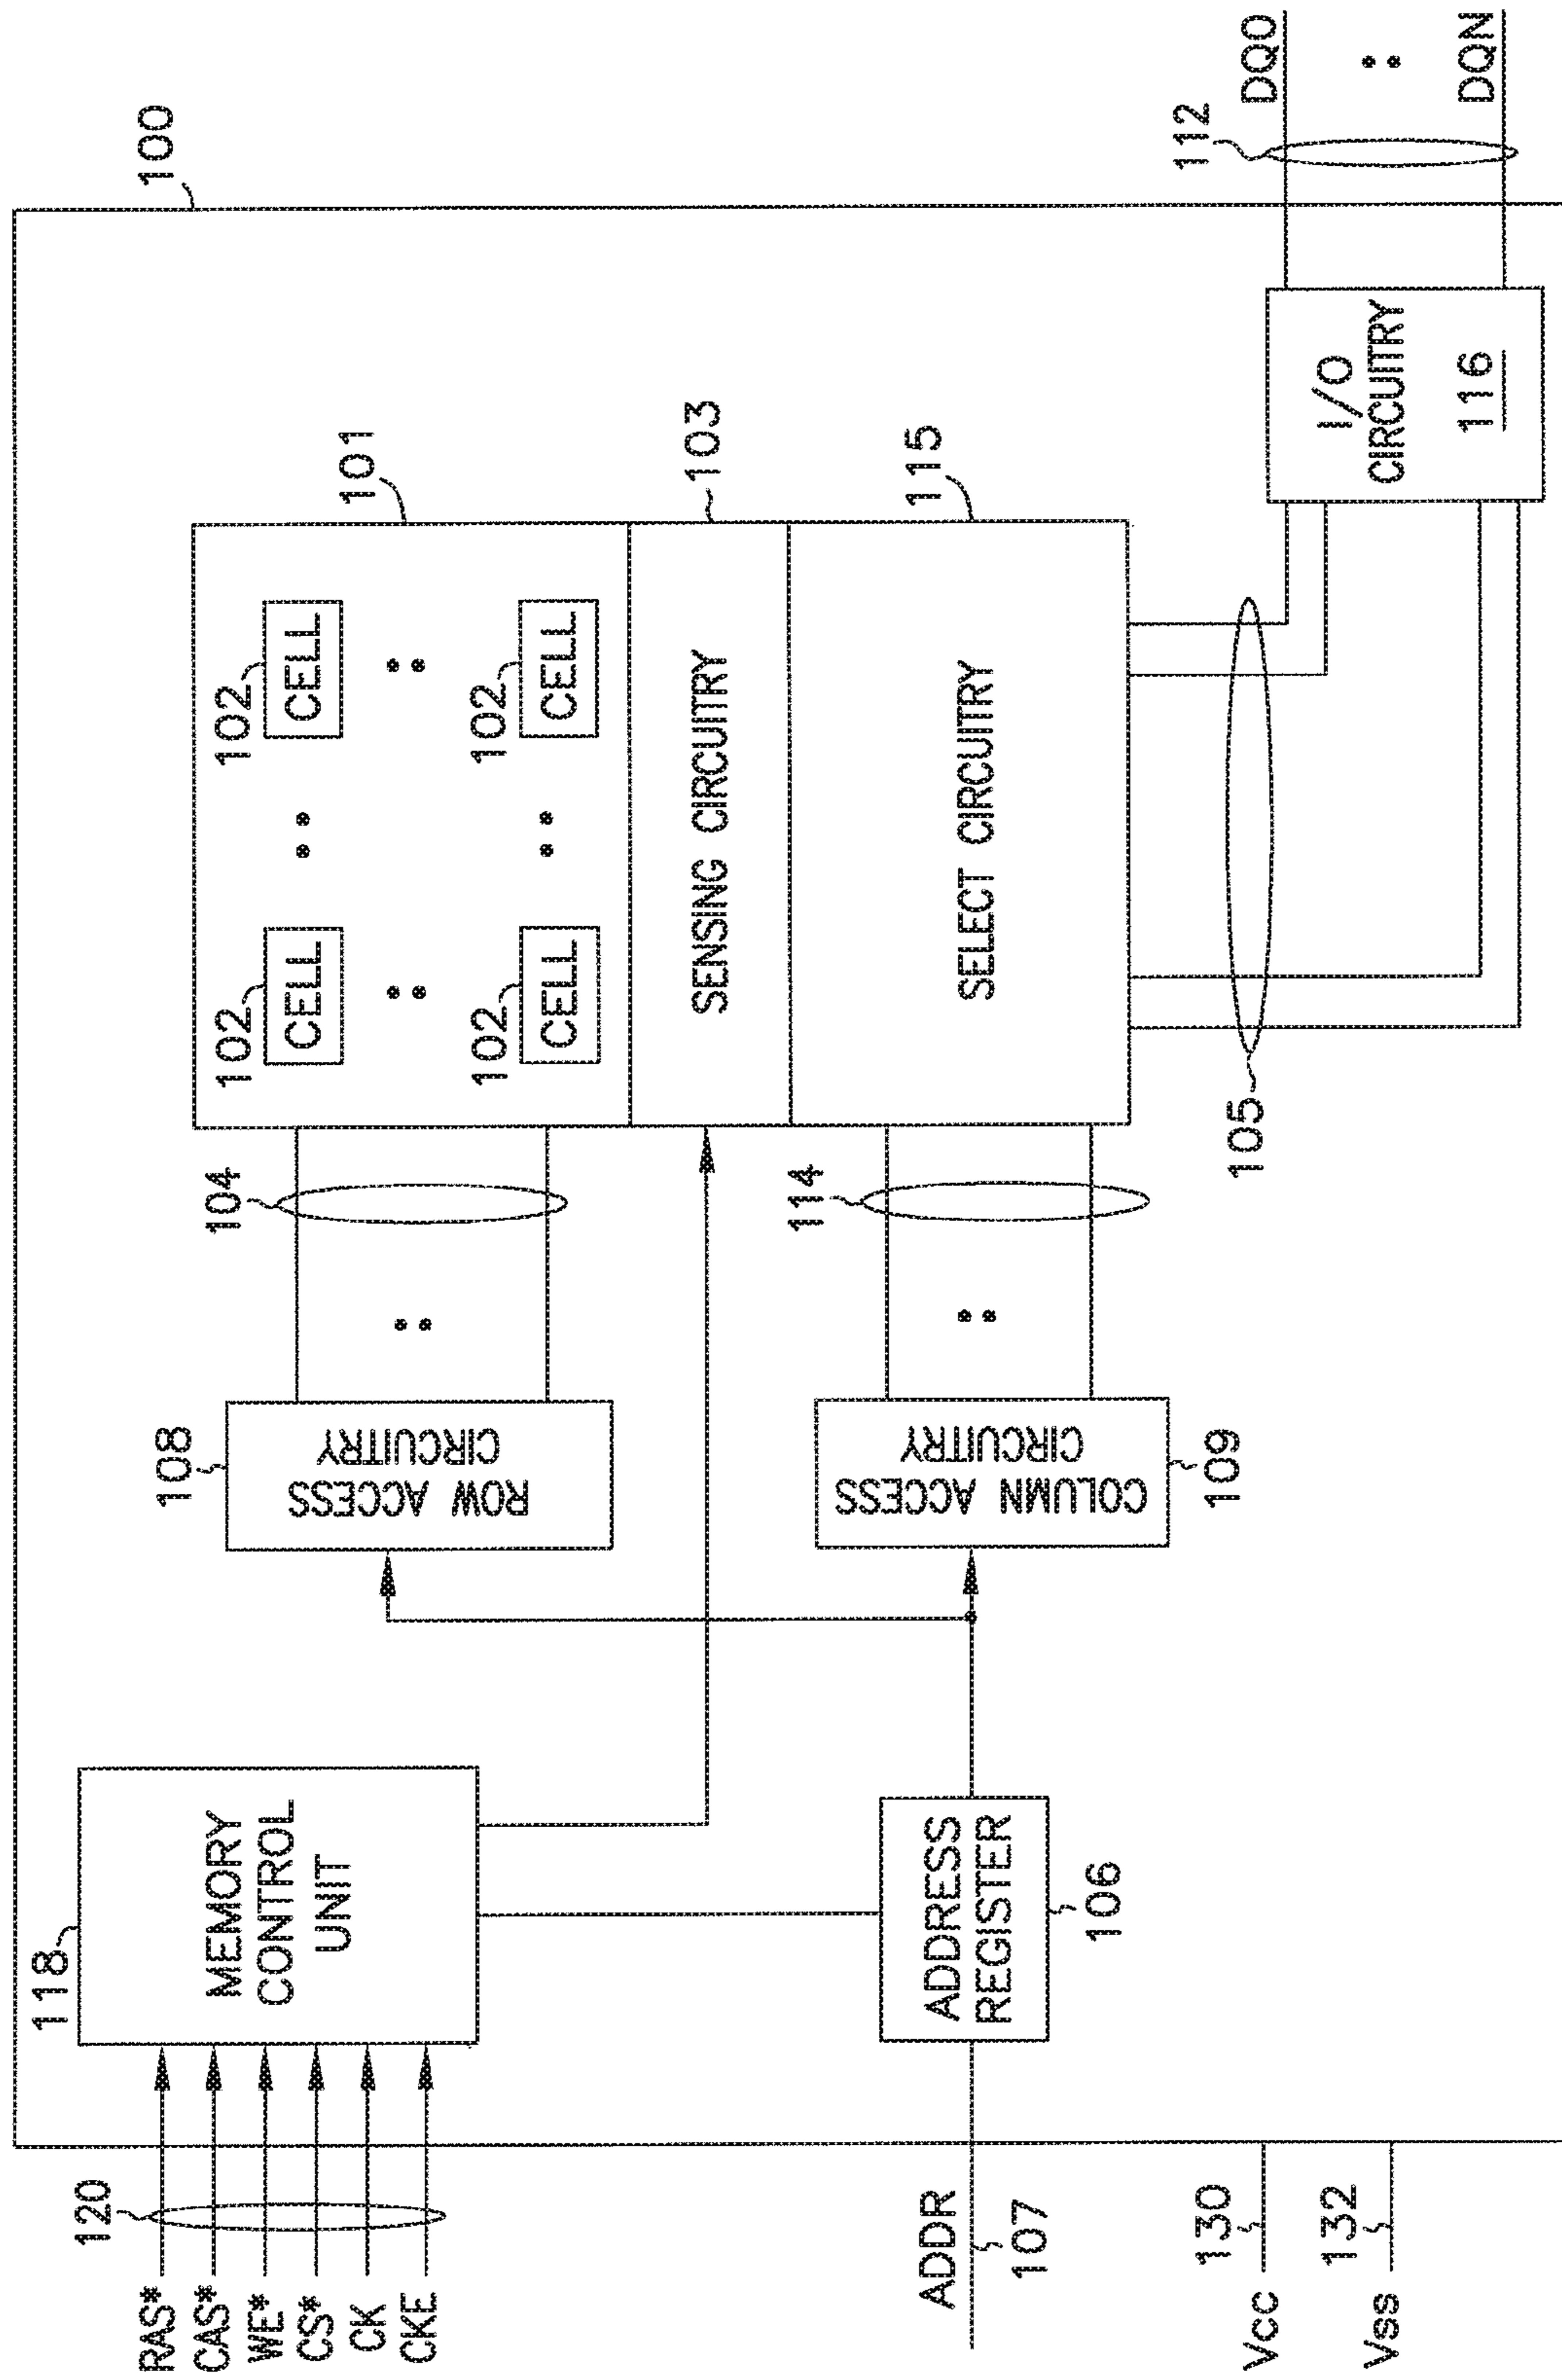 100
118
MEMORY
CONTROL
UNIT
120
RAS*
CAS*
WE*
CS*
CK
CKE
108
ROW ACCESS
CIRCUITRY
104
101
102
CELL
102
CELL
102
CELL
102
CELL
103
SENSING CIRCUITRY
115
SELECT CIRCUITRY
114
COLUMN ACCESS
CIRCUITRY
109
ADDRESS
REGISTER
106
ADDR
107
105
I/O
CIRCUITRY
116
112
DQ0
DQN
130
Vcc
132
Vss